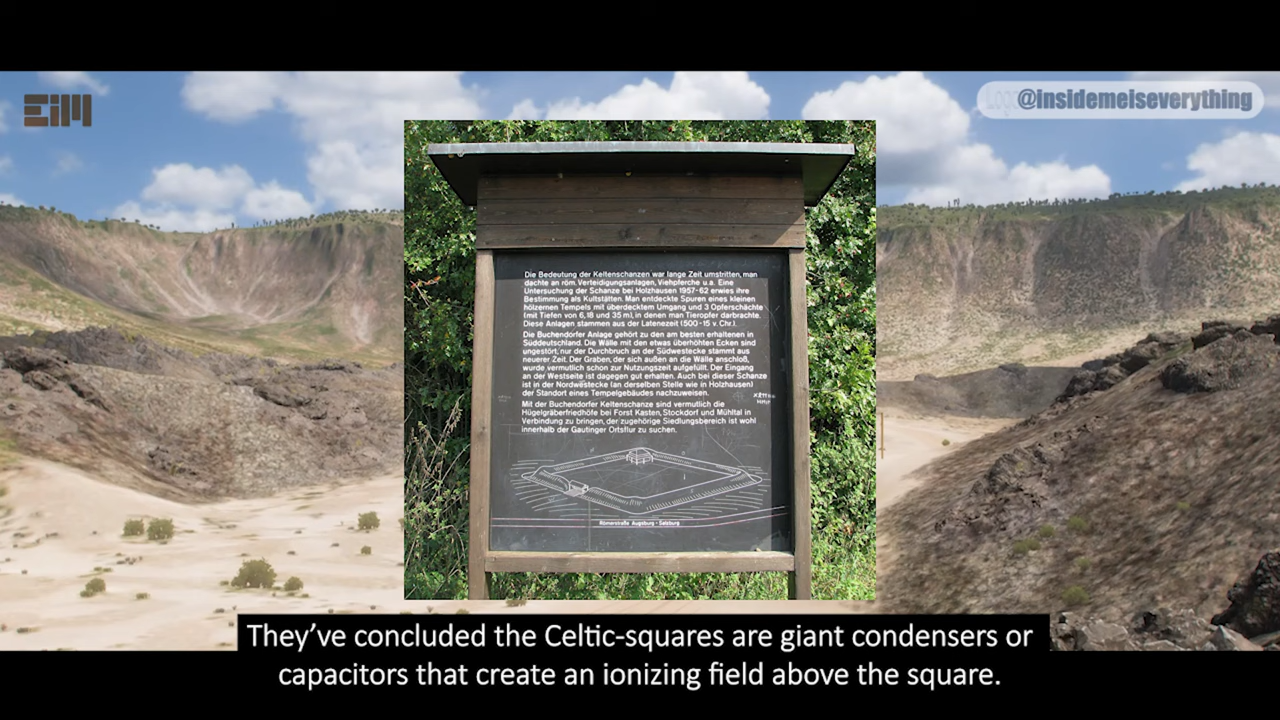 EiM
@insidemeiseverything
Die Bedeutung der Keltenschanzen war lange Zeit umstritten, man
dachte an röm. Verteidigungsanlagen, Viehpferche u.a. Eine
Untersuchung der Schanze bei Holzhausen 1957-62 erwies ihre
Bestimmung als Kultstätten. Man entdeckte Spuren eines kleinen
hölzernen Tempels mit überdecktem Umgang und 3 Opferschächte
(mit Tiefen von 6,18 und 35 m), in denen man Tieropfer darbrachte.
Diese Anlagen stammen aus der Latenezeit (500-15 v. Chr.).
Die Buchendorfer Anlage gehört zu den am besten erhaltenen in
Süddeutschland. Die Wälle mit den etwas überhöhten Ecken sind
ungestört, nur der Durchbruch an der Südwestecke stammt aus
neuerer Zeit. Der Graben, der sich außen an die Wälle anschloß,
wurde vermutlich schon zur Nutzungszeit aufgefüllt. Der Eingang
an der Westseite ist dagegen gut erhalten. Auch bei dieser Schanze
ist in der Nordwestecke (an derselben Stelle wie in Holzhausen)
der Standort eines Tempelgebäudes nachzuweisen.
Mit der Buchendorfer Keltenschanze sind vermutlich die
Hügelgräberfriedhöfe bei Forst Kasten, Stockdorf und Mühltal in
Verbindung zu bringen, der zugehörige Siedlungsbereich ist wohl
innerhalb der Gautinger Ortsflur zu suchen.
Römerstraße Augsburg - Salzburg
They've concluded the Celtic-squares are giant condensers or
capacitors that create an ionizing field above the square.